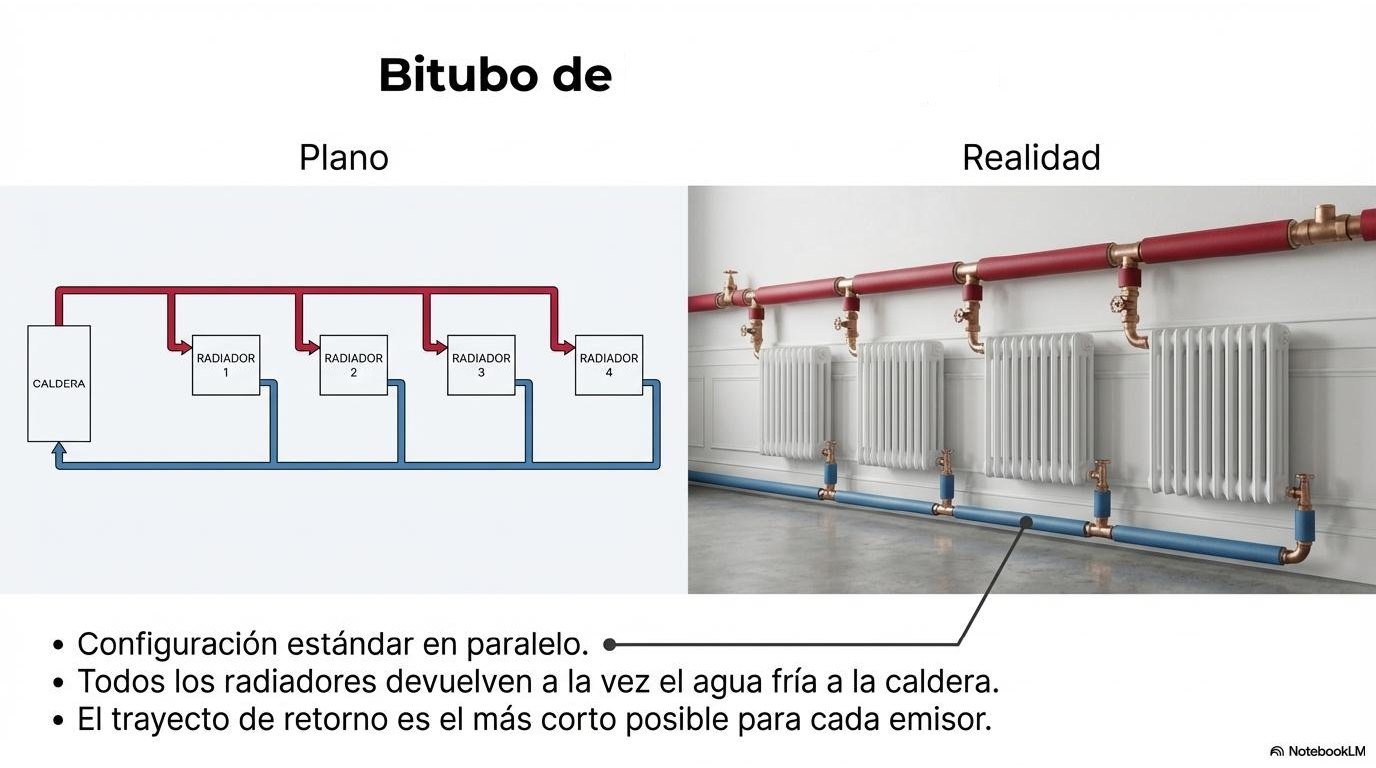 Bitubo de
Plano
Realidad
CALDERA
RADIADOR
1
RADIADOR
2
RADIADOR
3
RADIADOR
4
• Configuración estándar en paralelo.
• Todos los radiadores devuelven a la vez el agua fría a la caldera.
• El trayecto de retorno es el más corto posible para cada emisor.
NotebookLM